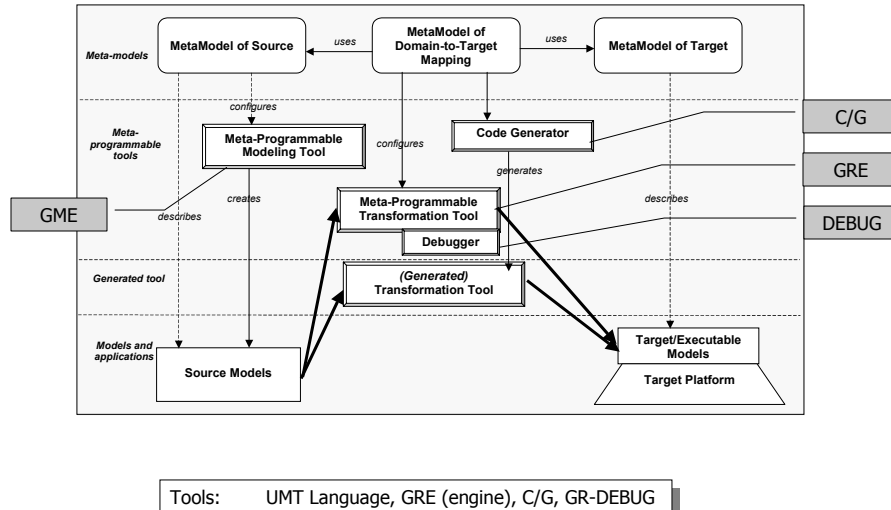 MetaModel of Source
uses
MetaModel of
Domain-to-Target
Mapping
uses
MetaModel of Target
Meta-models
configures
Meta-
programmable
tools
Meta-Programmable
Modeling Tool
configures
Code Generator
C/G
GRE
DEBUG
GME
describes
creates
generates
describes
Meta-Programmable
Transformation Tool
Debugger
Generated tool
(Generated)
Transformation Tool
Models and
applications
Source Models
Target/Executable
Models
Target Platform
Tools: UMT Language, GRE (engine), C/G, GR-DEBUG